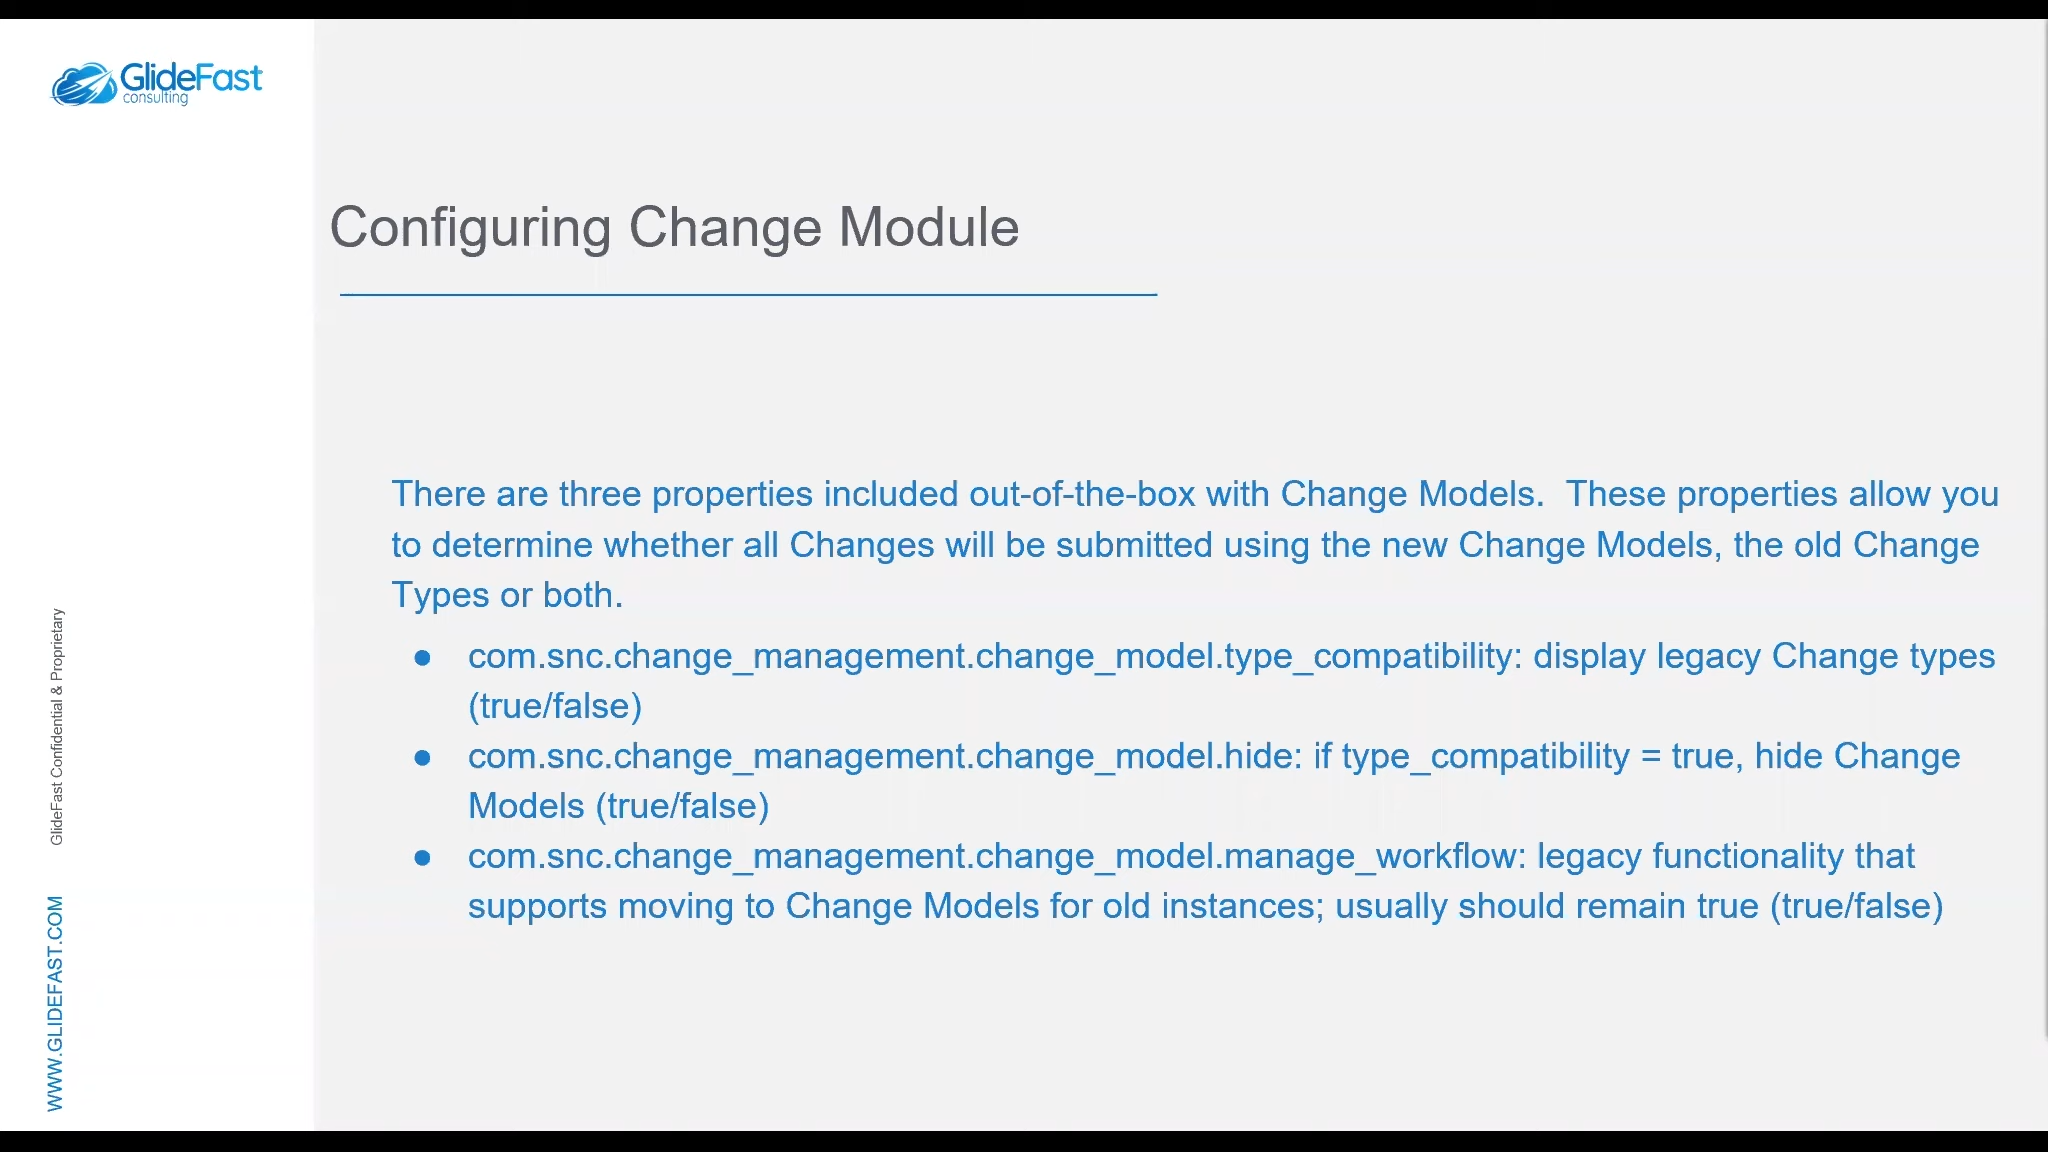 GlideFast
consulting
Configuring Change Module
There are three properties included out-of-the-box with Change Models.  These properties allow you
to determine whether all Changes will be submitted using the new Change Models, the old Change
Types or both.
● com.snc.change_management.change_model.type_compatibility: display legacy Change types
(true/false)
● com.snc.change_management.change_model.hide: if type_compatibility = true, hide Change
Models (true/false)
● com.snc.change_management.change_model.manage_workflow: legacy functionality that
supports moving to Change Models for old instances; usually should remain true (true/false)
GlideFast Confidential & Proprietary
WWW.GLIDEFAST.COM